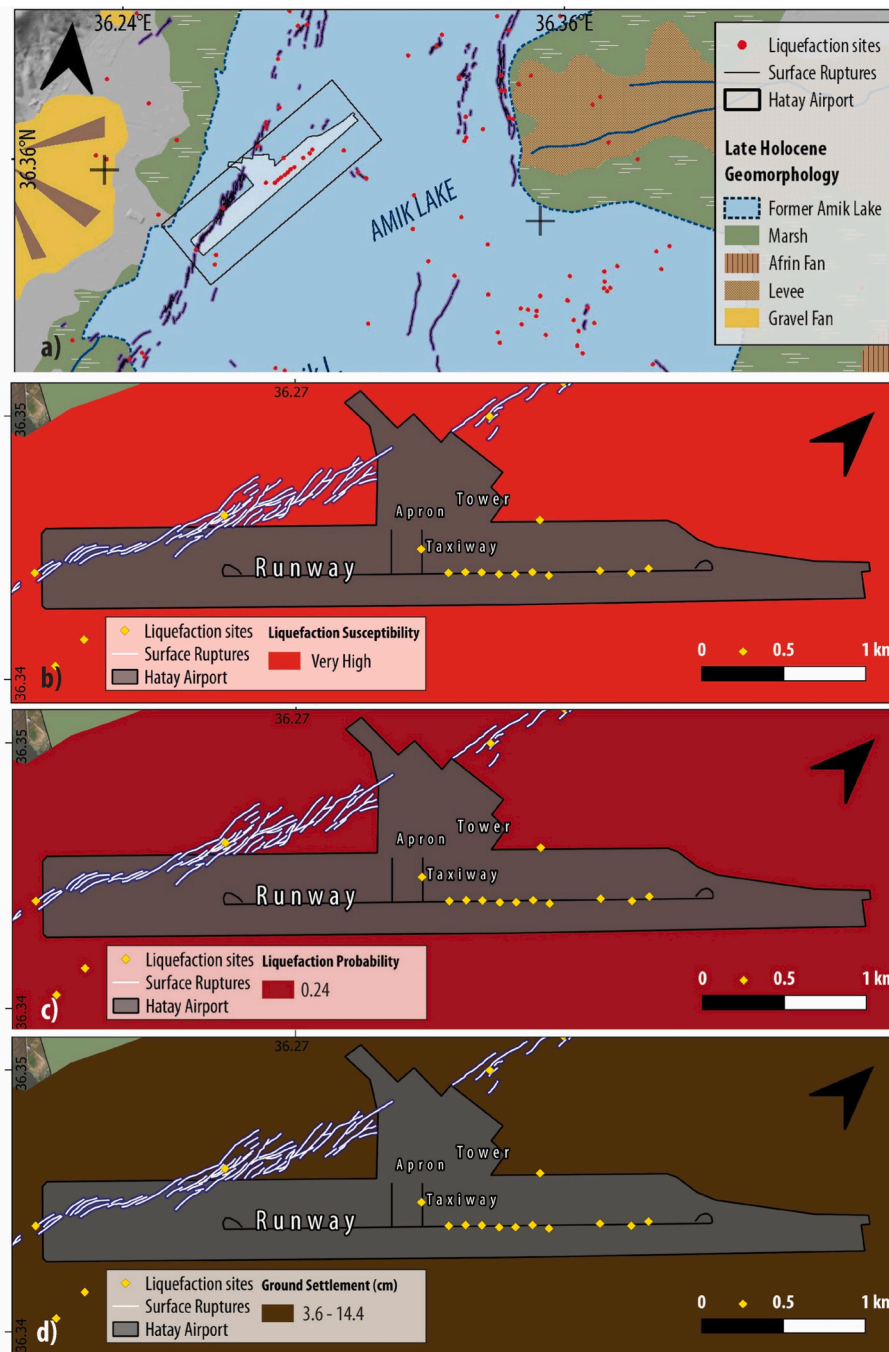 36.24°E
36.36°E
36.36°N
Liquefaction sites
Surface Ruptures
Hatay Airport
Late Holocene
Geomorphology
Former Amik Lake
Marsh
Afrin Fan
Levee
Gravel Fan
AMIK LAKE
a)
36.27
36.35
36.34
Apron
Tower
Taxiway
Runway
Liquefaction sites
Surface Ruptures
Hatay Airport
Liquefaction Susceptibility
Very High
0 0.5 1 km
b)
36.27
36.35
36.34
Apron
Tower
Taxiway
Runway
Liquefaction sites
Surface Ruptures
Hatay Airport
Liquefaction Probability
0.24
0 0.5 1 km
c)
36.27
36.35
36.34
Apron
Tower
Taxiway
Runway
Liquefaction sites
Surface Ruptures
Hatay Airport
Ground Settlement (cm)
3.6 - 14.4
0 0.5 1 km
d)